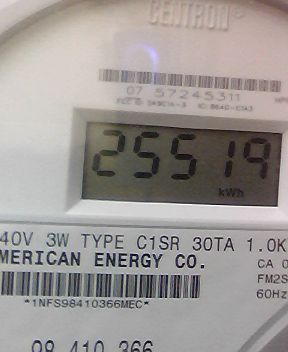 CENTRON®
07 57245311
25519
kWh
40V 3W TYPE C1SR 30TA 1.0K
MERICAN ENERGY CO.
CA 0
FM2S
60Hz
*1NFS98410366MEC*
98 410 366